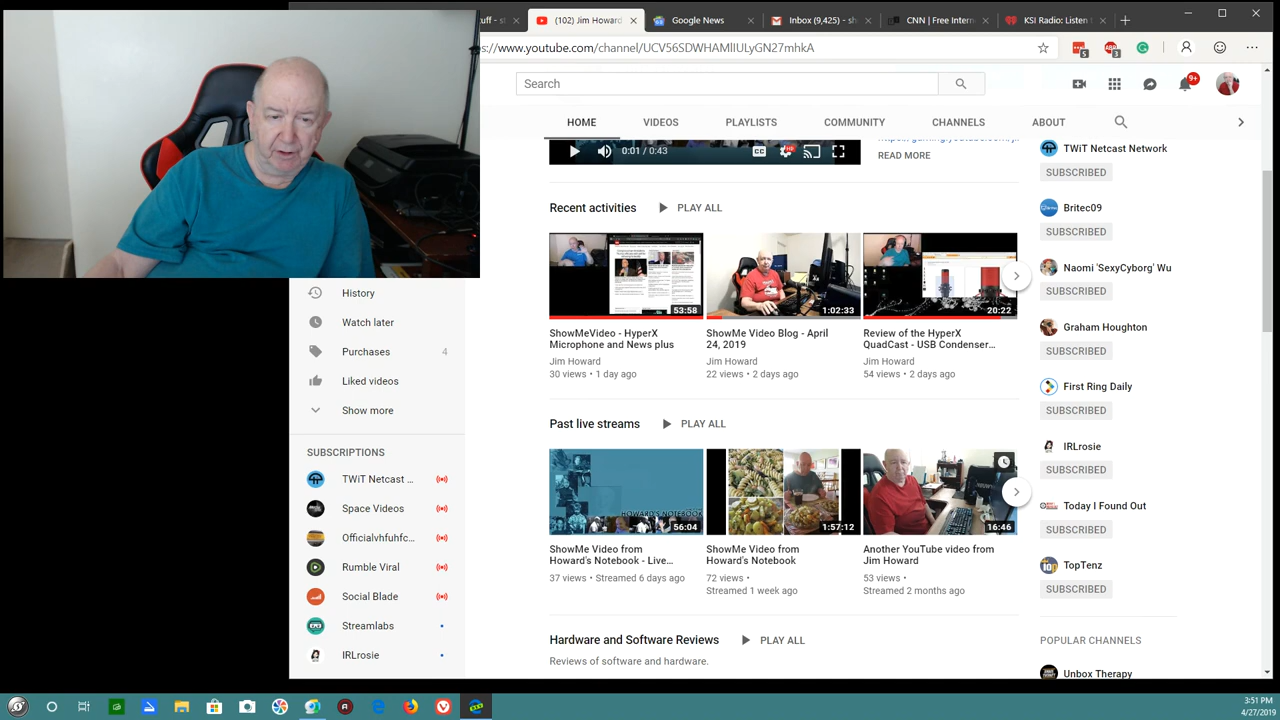 tuff - s
(102) Jim Howard
Google News
Inbox (9,425) - sh
CNN | Free Intern
KSI Radio: Listen t
s://www.youtube.com/channel/UCV56SDWHAMlIULyGN27mhkA
5
3
Search
9+
HOME
VIDEOS
PLAYLISTS
COMMUNITY
CHANNELS
ABOUT
0:01 / 0:43
CC
HD
READ MORE
Recent activities
PLAY ALL
53:58
1:02:33
20:22
ShowMeVideo - HyperX
Microphone and News plus
Jim Howard
30 views • 1 day ago
ShowMe Video Blog - April
24, 2019
Jim Howard
22 views • 2 days ago
Review of the HyperX
QuadCast - USB Condenser...
Jim Howard
54 views • 2 days ago
Past live streams
PLAY ALL
HOWARD'S NOTEBOOK
56:04
1:57:12
16:46
ShowMe Video from
Howard's Notebook - Live...
37 views • Streamed 6 days ago
ShowMe Video from
Howard's Notebook
72 views •
Streamed 1 week ago
Another YouTube video from
Jim Howard
53 views •
Streamed 2 months ago
Hardware and Software Reviews
PLAY ALL
Reviews of software and hardware.
History
Watch later
Purchases
4
Liked videos
Show more
SUBSCRIPTIONS
TWiT Netcast ...
Space Videos
Officialvhfuhfc...
Rumble Viral
Social Blade
Streamlabs
IRLrosie
TWiT Netcast Network
SUBSCRIBED
Britec09
SUBSCRIBED
Naomi 'SexyCyborg' Wu
SUBSCRIBED
Graham Houghton
SUBSCRIBED
First Ring Daily
SUBSCRIBED
IRLrosie
SUBSCRIBED
Today I Found Out
SUBSCRIBED
TopTenz
SUBSCRIBED
POPULAR CHANNELS
Unbox Therapy
3:51 PM
4/27/2019